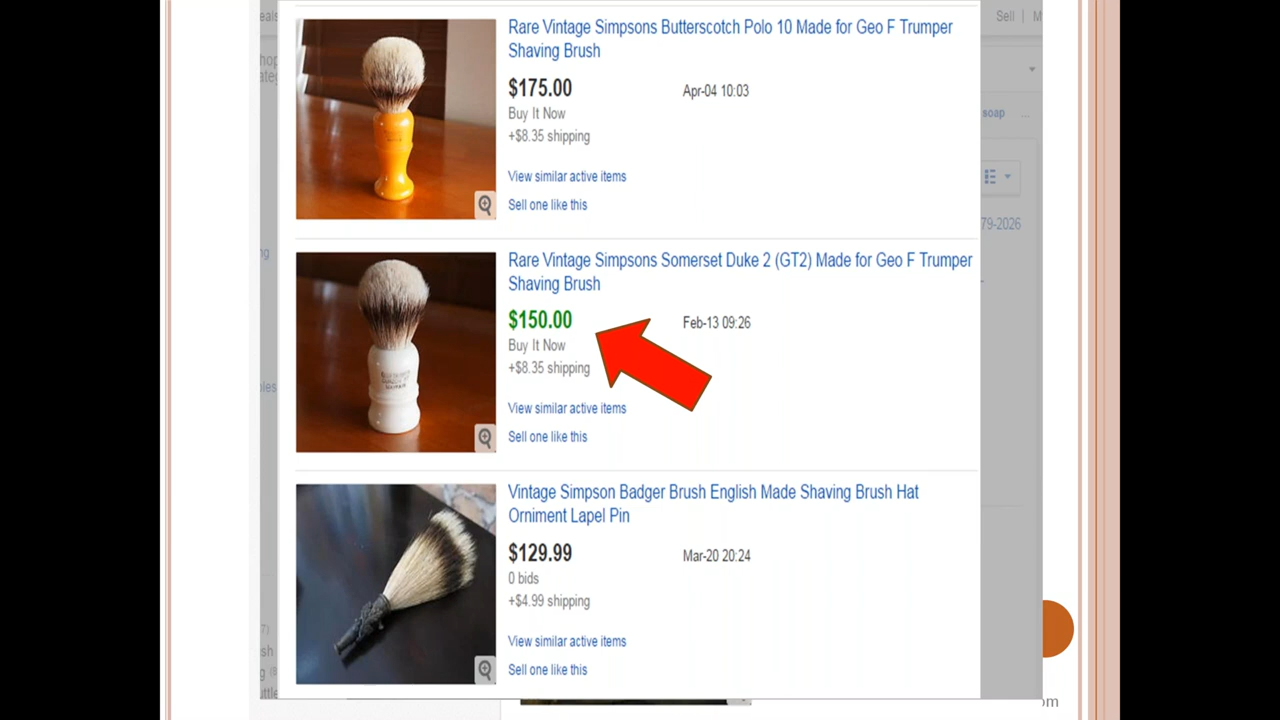 Sell
Rare Vintage Simpsons Butterscotch Polo 10 Made for Geo F Trumper
Shaving Brush
$175.00
Apr-04 10:03
Buy It Now
+$8.35 shipping
soap
View similar active items
Sell one like this
79-2026
Rare Vintage Simpsons Somerset Duke 2 (GT2) Made for Geo F Trumper
Shaving Brush
$150.00
Feb-13 09:26
Buy It Now
+$8.35 shipping
View similar active items
Sell one like this
Vintage Simpson Badger Brush English Made Shaving Brush Hat
Orniment Lapel Pin
$129.99
Mar-20 20:24
0 bids
+$4.99 shipping
View similar active items
Sell one like this
om